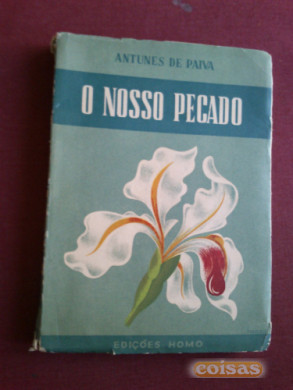 ANTUNES DE PAIVA
O NOSSO PECADO
EDIÇÕES HOMO
coisas